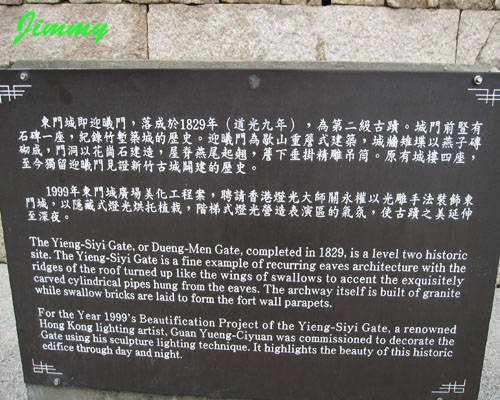 Jimmy
東門城即迎曦門，落成於1829年（道光九年），為第二級古蹟。城門前豎有
石碑一座，紀錄竹塹築城的歷史。迎曦門為歇山重簷式建築，城牆雉堞以燕子磚
砌成，門洞以花崗石建造，屋脊燕尾起翹，簷下垂掛精雕吊筒。原有城樓四座，
至今獨留迎曦門見證新竹古城開建的歷史。
1999年東門城廣場美化工程案，聘請香港燈光大師關永權以光雕手法裝飾東
門城，以隱藏式燈光烘托植栽，階梯式燈光營造表演區的氣氛，使古蹟之美延伸
至深夜。
The Yieng-Siyi Gate, or Dueng-Men Gate, completed in 1829, is a level two historic
site. The Yieng-Siyi Gate is a fine example of recurring eaves architecture with the
ridges of the roof turned up like the wings of swallows to accent the exquisitely
carved cylindrical pipes hung from the eaves. The archway itself is built of granite
while swallow bricks are laid to form the fort wall parapets.
For the Year 1999's Beautification Project of the Yieng-Siyi Gate, a renowned
Hong Kong lighting artist, Guan Yueng-Ciyuan was commissioned to decorate the
Gate using his sculpture lighting technique. It highlights the beauty of this historic
edifice through day and night.